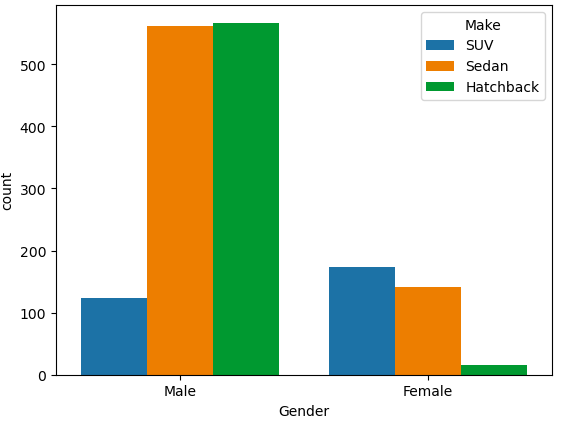 Make
SUV
Sedan
Hatchback
500
400
300
200
100
0
count
Male Female
Gender